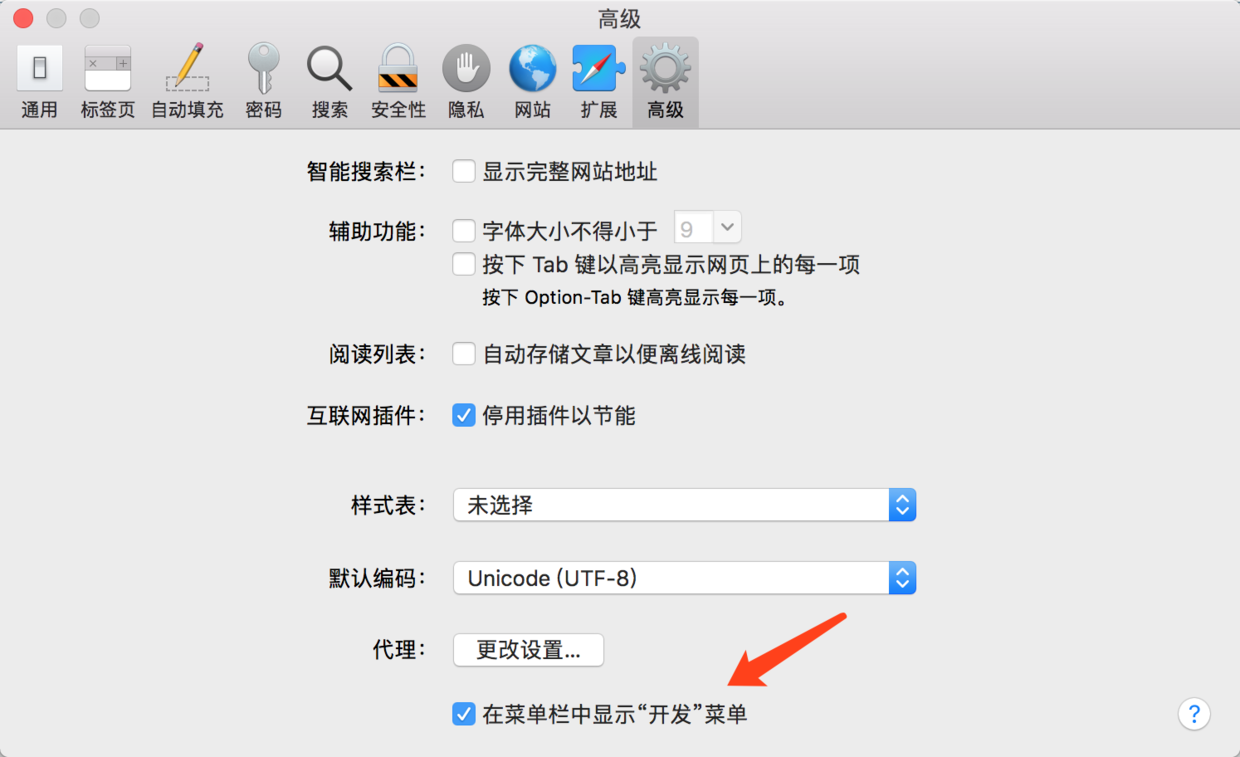 高级
通用 标签页 自动填充 密码 搜索 安全性 隐私 网站 扩展 高级
智能搜索栏： 显示完整网站地址
辅助功能： 字体大小不得小于 9
按下 Tab 键以高亮显示网页上的每一项
按下 Option-Tab 键高亮显示每一项。
阅读列表： 自动存储文章以便离线阅读
互联网插件： 停用插件以节能
样式表： 未选择
默认编码： Unicode (UTF-8)
代理： 更改设置...
在菜单栏中显示“开发”菜单
?